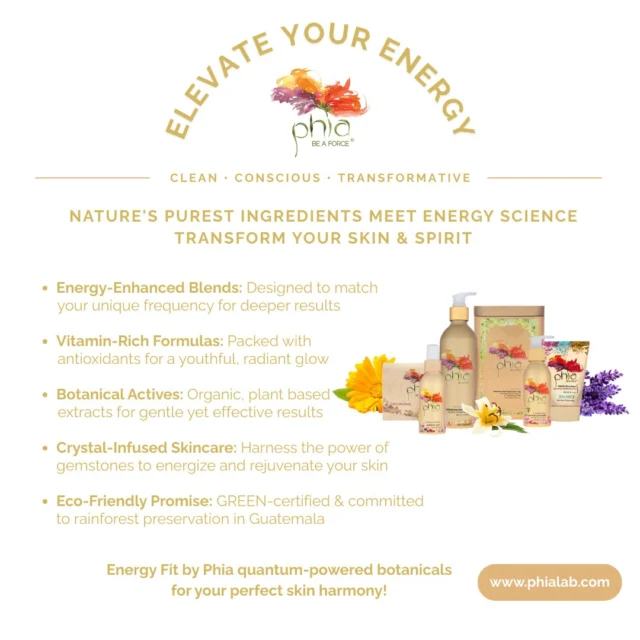 ELEVATE YOUR ENERGY
phia
BE A FORCE®
CLEAN • CONSCIOUS • TRANSFORMATIVE
NATURE'S PUREST INGREDIENTS MEET ENERGY SCIENCE
TRANSFORM YOUR SKIN & SPIRIT
• Energy-Enhanced Blends: Designed to match
your unique frequency for deeper results
• Vitamin-Rich Formulas: Packed with
antioxidants for a youthful, radiant glow
• Botanical Actives: Organic, plant based
extracts for gentle yet effective results
• Crystal-Infused Skincare: Harness the power of
gemstones to energize and rejuvenate your skin
• Eco-Friendly Promise: GREEN-certified & committed
to rainforest preservation in Guatemala
phia
phia
phia
phia
Energy Fit by Phia quantum-powered botanicals
for your perfect skin harmony!
www.phialab.com